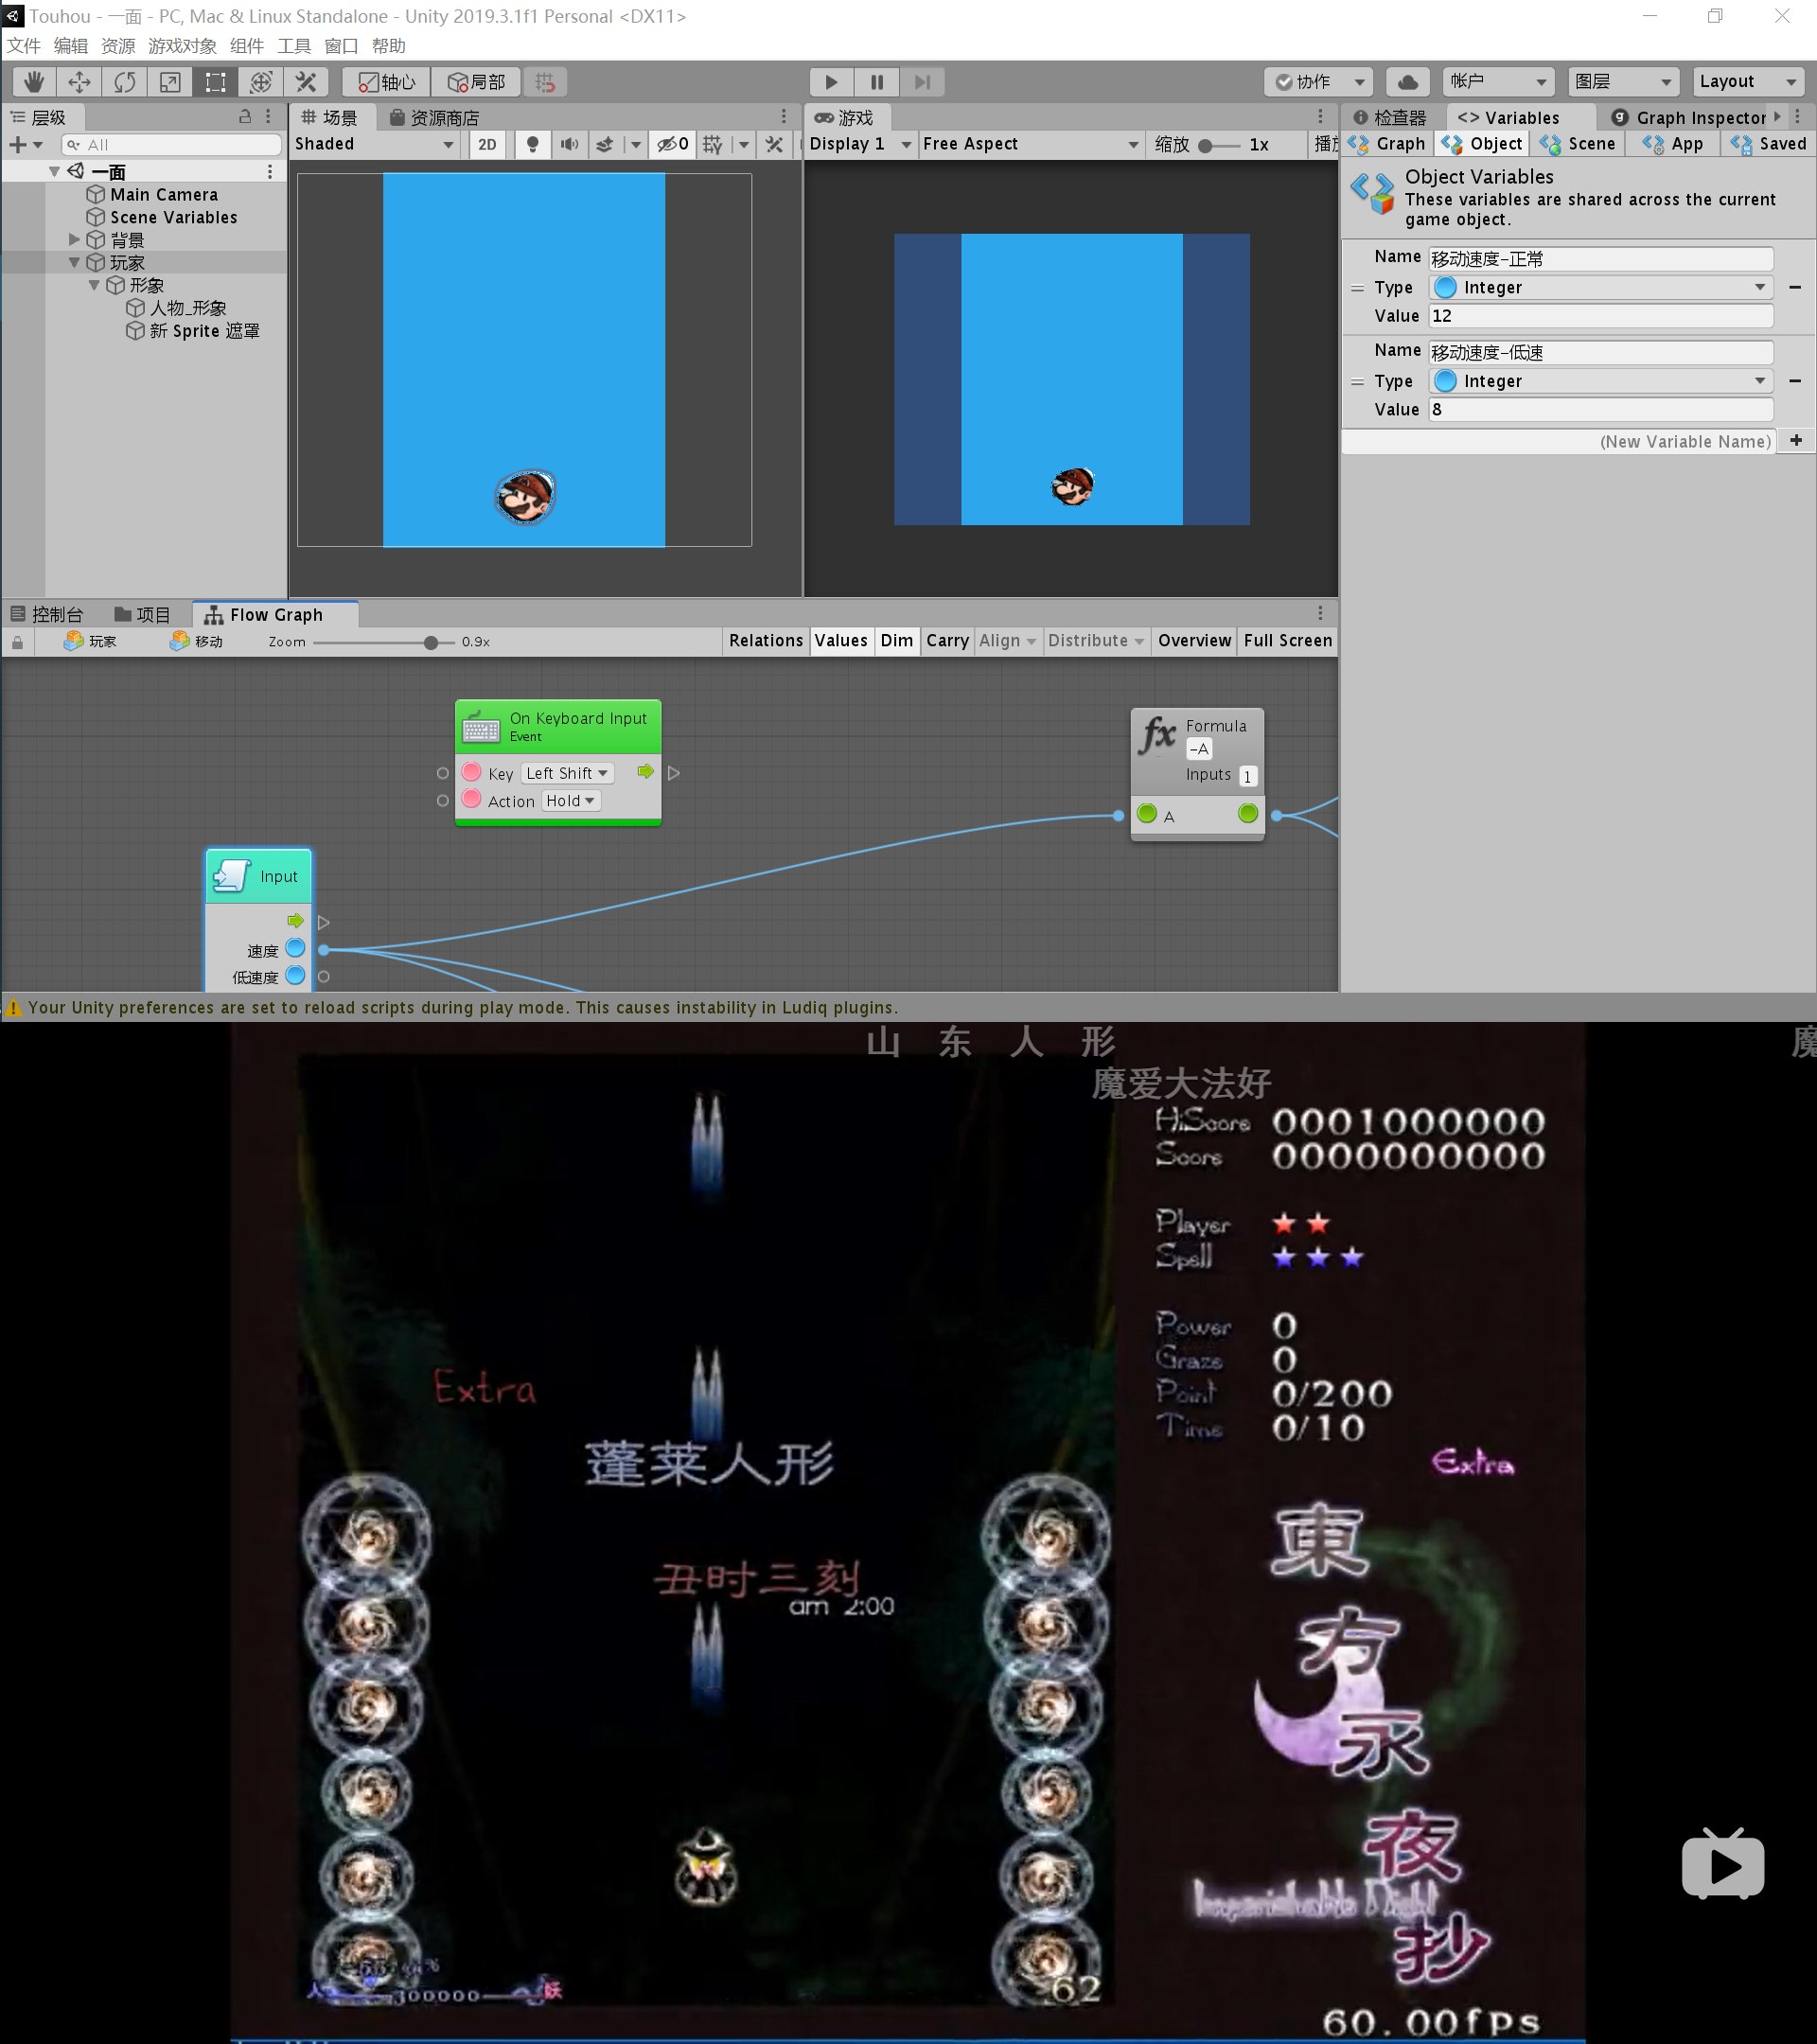 Touhou - 一面 - PC, Mac & Linux Standalone - Unity 2019.3.1f1 Personal <DX11>
文件 编辑 资源 游戏对象 组件 工具 窗口 帮助
轴心 局部 协作 帐户 图层 Layout
层级
All
一面
Main Camera
Scene Variables
背景
玩家
形象
人物_形象
新 Sprite 遮罩
场景 资源商店
Shaded 2D 0
游戏
Display 1 Free Aspect 缩放 1x 播放
检查器 <> Variables Graph Inspector
Graph Object Scene App Saved
Object Variables
These variables are shared across the current
game object.
Name 移动速度-正常
Type Integer
Value 12
Name 移动速度-低速
Type Integer
Value 8
(New Variable Name)
控制台 项目 Flow Graph
玩家 移动 Zoom 0.9x Relations Values Dim Carry Align Distribute Overview Full Screen
On Keyboard Input
Event
Key Left Shift
Action Hold
fx Formula
-A
Inputs 1
A
Input
速度
低速度
Your Unity preferences are set to reload scripts during play mode. This causes instability in Ludiq plugins.
山 东 人 形 魔
魔爱大法好
HiScore 0001000000
Score 0000000000
Player ★★
Spell ★★★
Power 0
Graze 0
Point 0/200
Time 0/10
Extra
Extra
蓬莱人形
丑时三刻
am 2:00
東
方
永
夜
抄
Imperishable Night
人 300000 妖
62
60.00fps